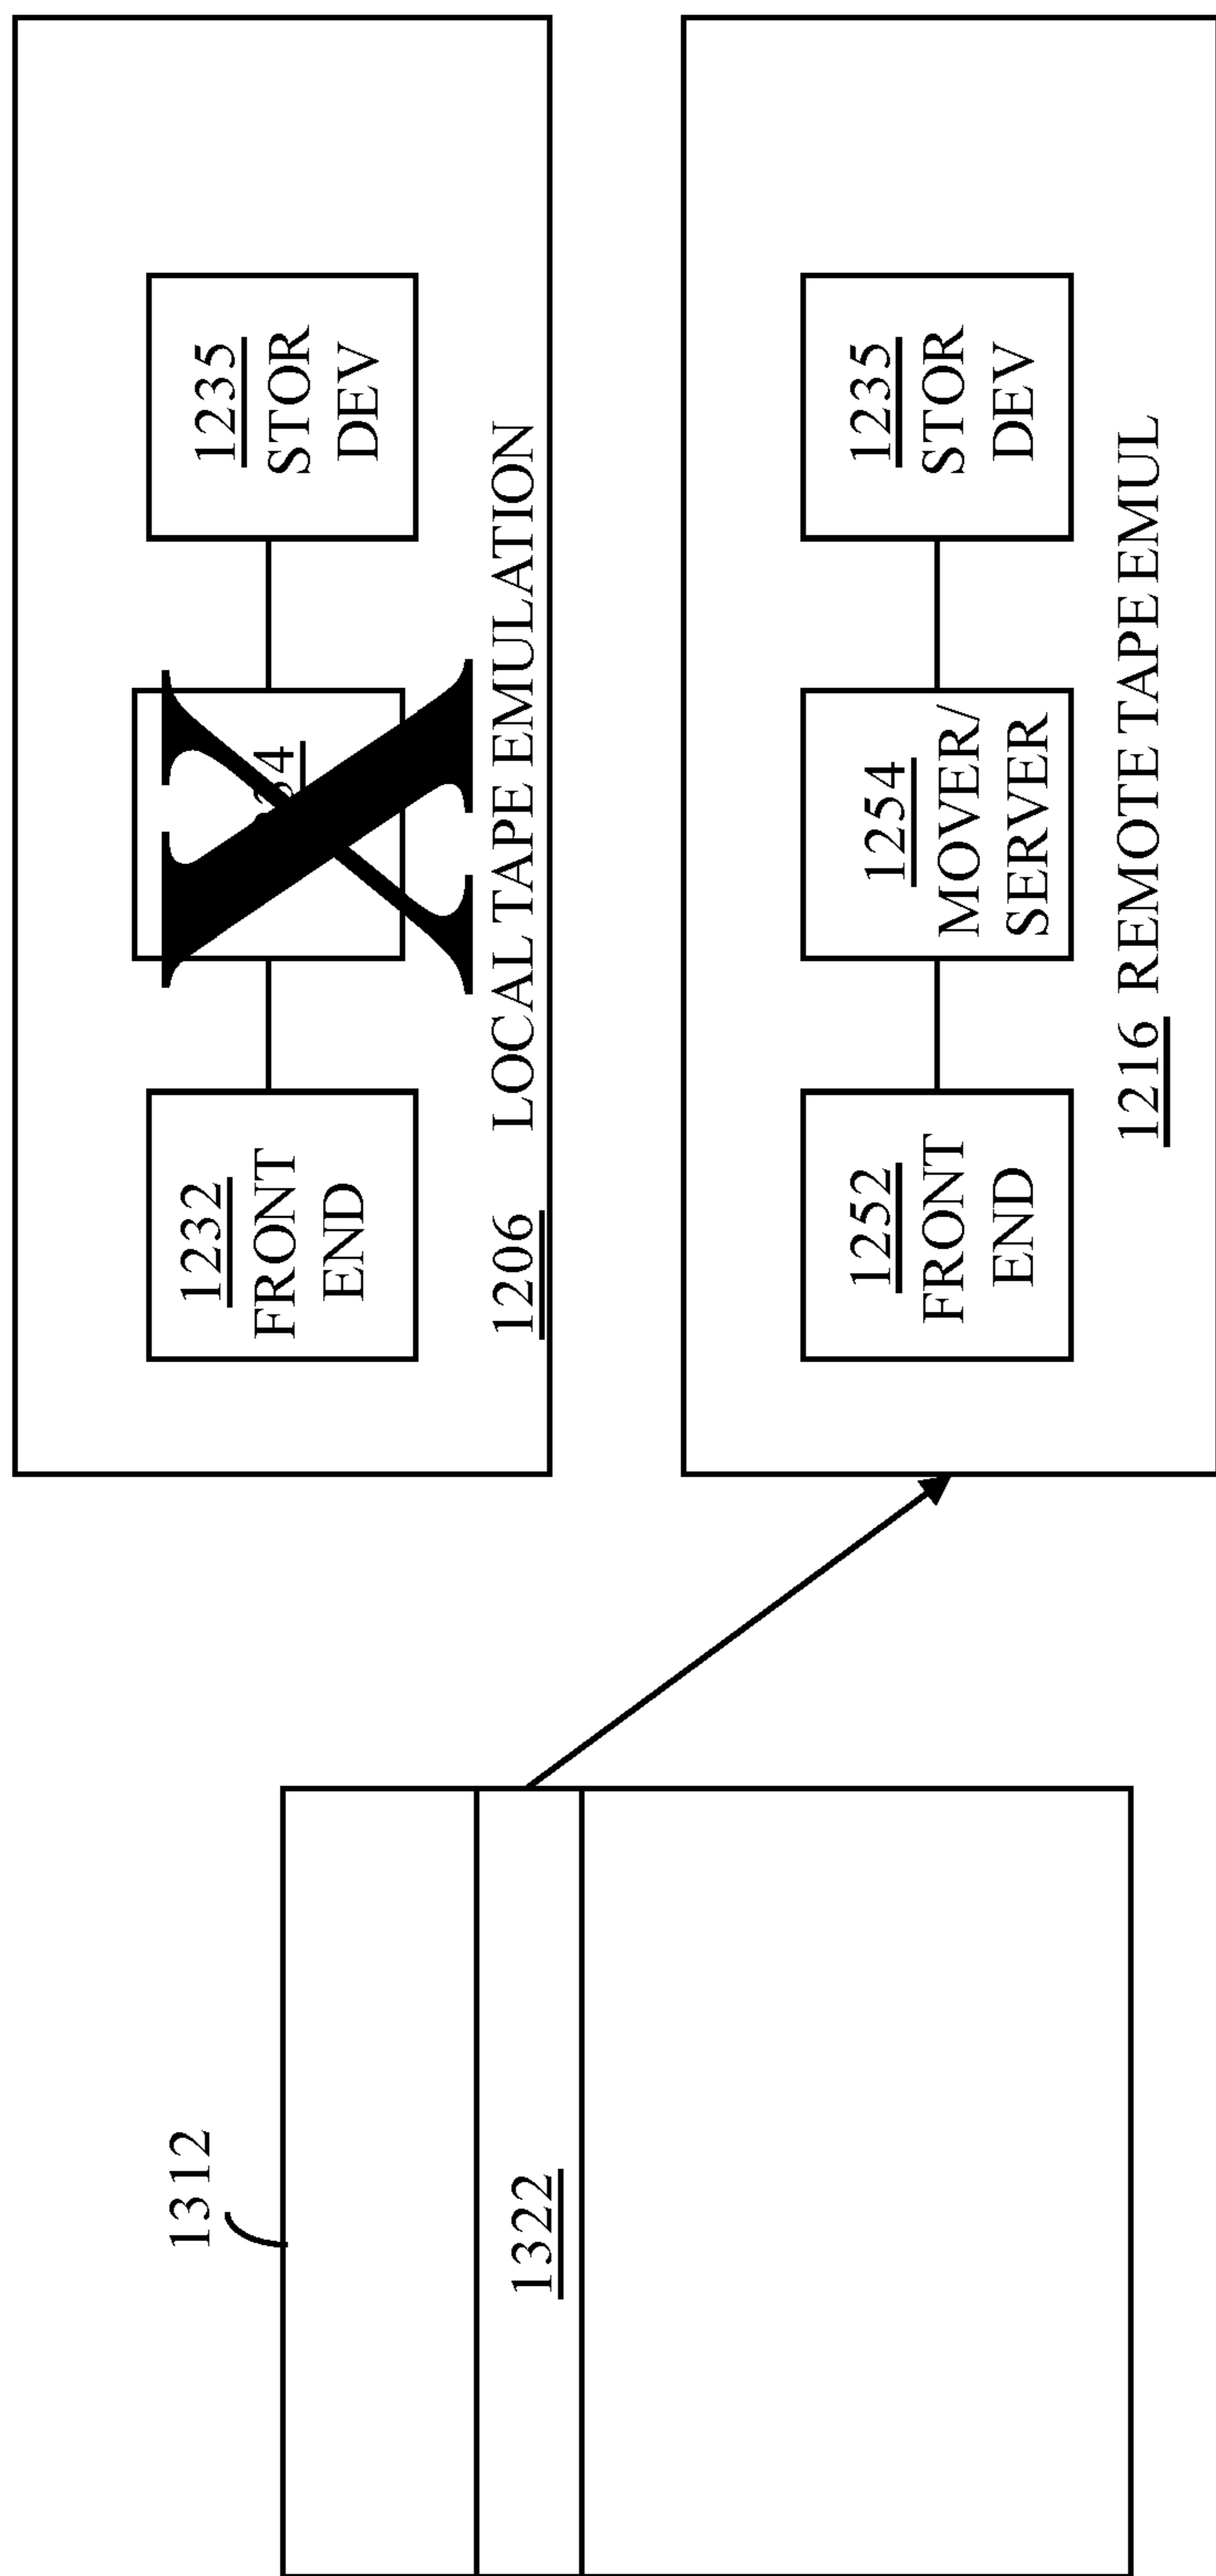 1312
1322
1232
FRONT
END
1235
STOR
DEV
1206 LOCAL TAPE EMULATION
1252
FRONT
END
1254
MOVER/
SERVER
1235
STOR
DEV
1216 REMOTE TAPE EMUL